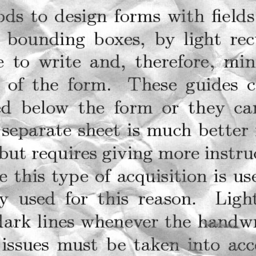 ods to design forms with fields
bounding boxes, by light rec
e to write and, therefore, min
of the form. These guides c
ed below the form or they can
separate sheet is much better
but requires giving more instruc
e this type of acquisition is use
y used for this reason. Light
dark lines whenever the handwr
issues must be taken into acco